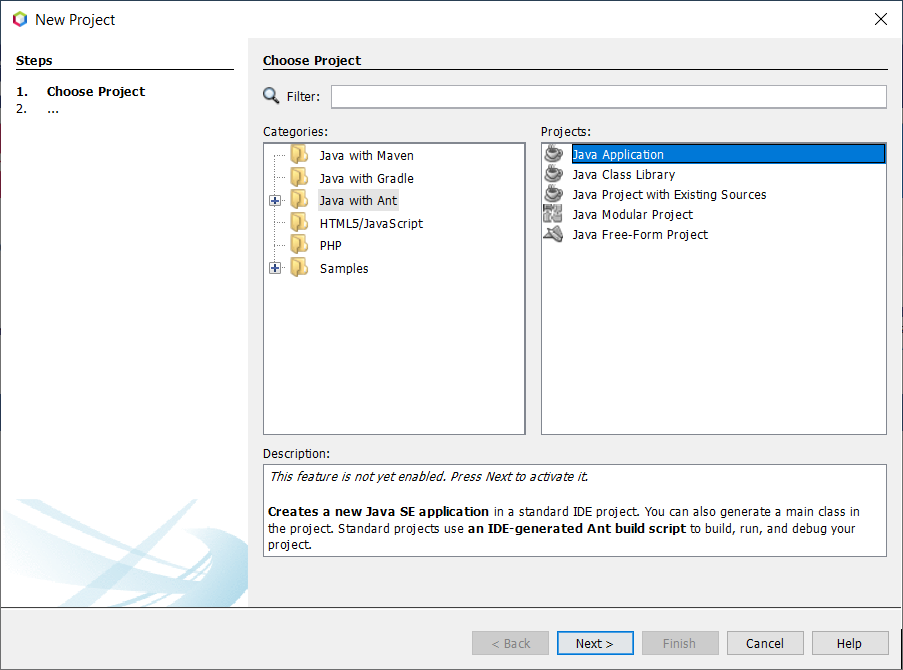 New Project
Steps
1. Choose Project
2. ...
Choose Project
Filter:
Categories:
Java with Maven
Java with Gradle
Java with Ant
HTML5/JavaScript
PHP
Samples
Projects:
Java Application
Java Class Library
Java Project with Existing Sources
Java Modular Project
Java Free-Form Project
Description:
This feature is not yet enabled. Press Next to activate it.
Creates a new Java SE application in a standard IDE project. You can also generate a main class in
the project. Standard projects use an IDE-generated Ant build script to build, run, and debug your
project.
< Back Next > Finish Cancel Help